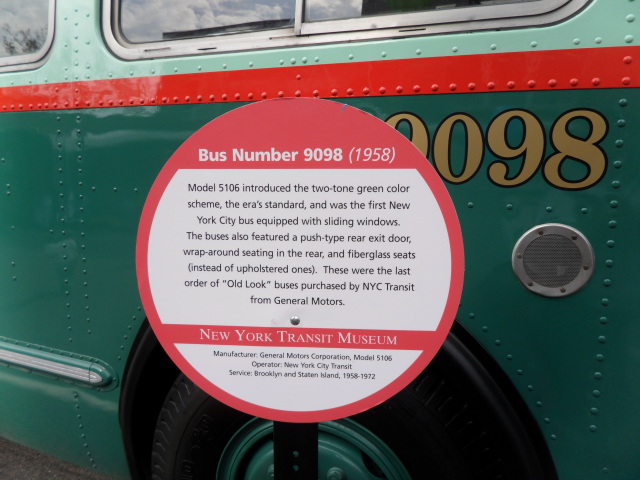 Bus Number 9098 (1958)
9098
Model 5106 introduced the two-tone green color
scheme, the era's standard, and was the first New
York City bus equipped with sliding windows.
The buses also featured a push-type rear exit door,
wrap-around seating in the rear, and fiberglass seats
(instead of upholstered ones). These were the last
order of "Old Look" buses purchased by NYC Transit
from General Motors.
NEW YORK TRANSIT MUSEUM
Manufacturer: General Motors Corporation, Model 5106
Operator: New York City Transit
Service: Brooklyn and Staten Island, 1958-1972